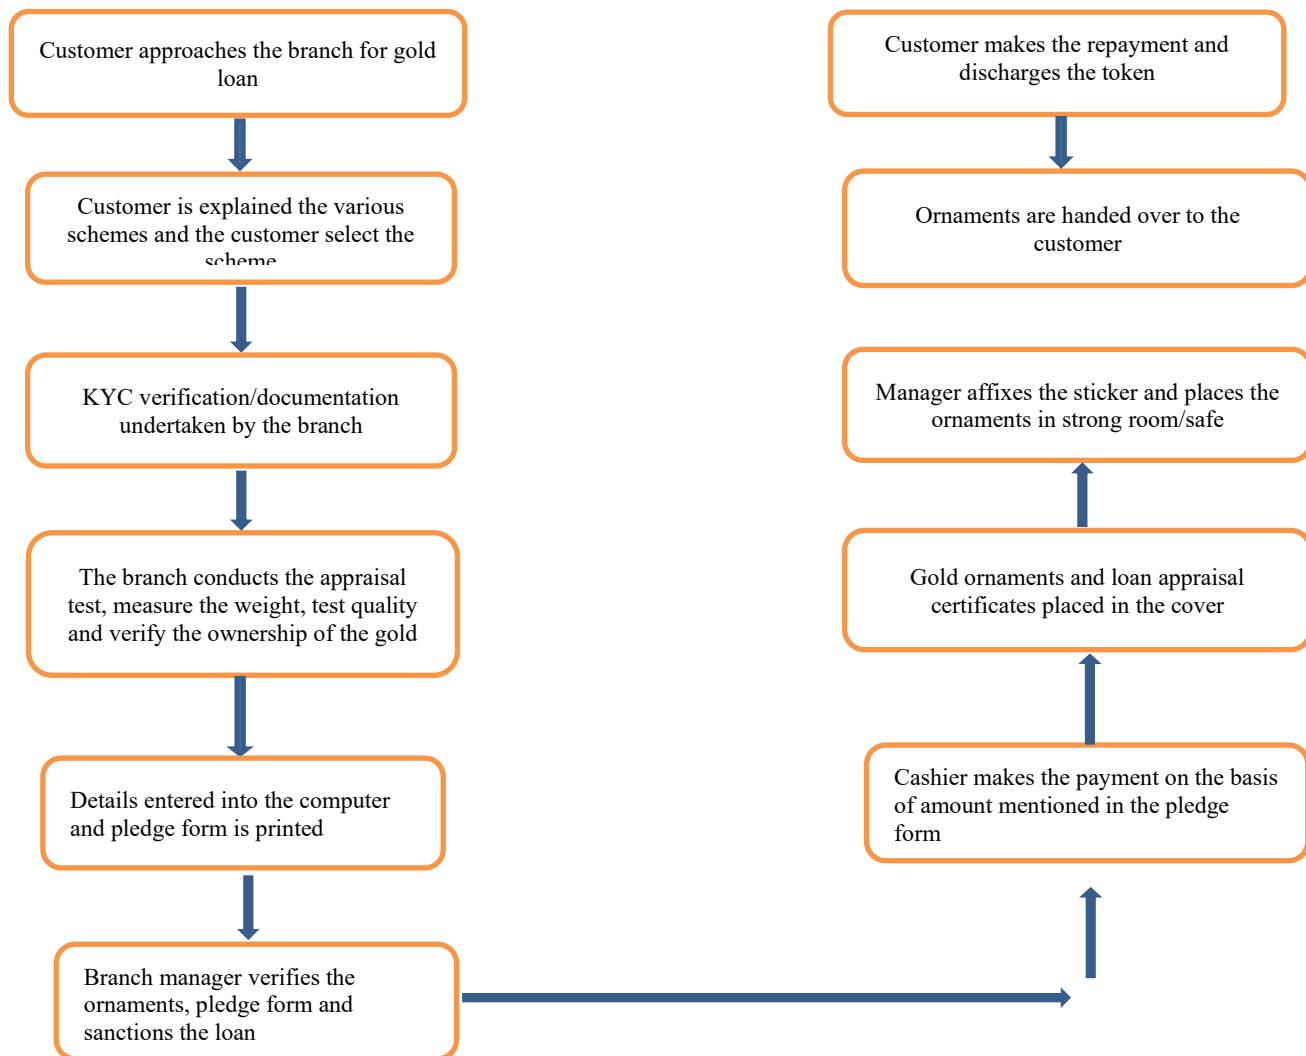 Customer approaches the branch for gold
loan
Customer is explained the various
schemes and the customer select the
scheme
KYC verification/documentation
undertaken by the branch
The branch conducts the appraisal
test, measure the weight, test quality
and verify the ownership of the gold
Details entered into the computer
and pledge form is printed
Branch manager verifies the
ornaments, pledge form and
sanctions the loan
Customer makes the repayment and
discharges the token
Ornaments are handed over to the
customer
Manager affixes the sticker and places the
ornaments in strong room/safe
Gold ornaments and loan appraisal
certificates placed in the cover
Cashier makes the payment on the basis
of amount mentioned in the pledge
form